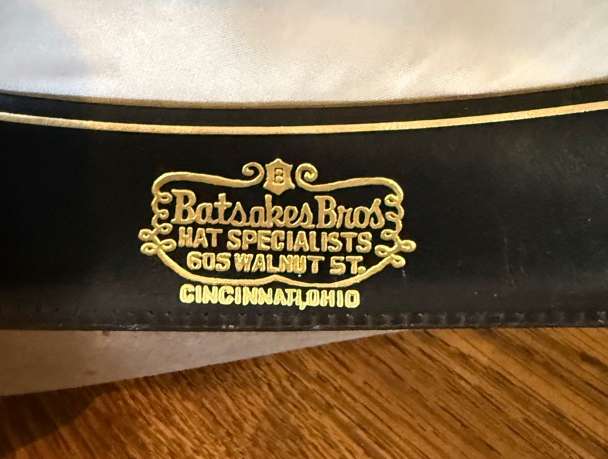 B
Batsakes Bros
HAT SPECIALISTS
605 WALNUT ST.
CINCINNATI, OHIO